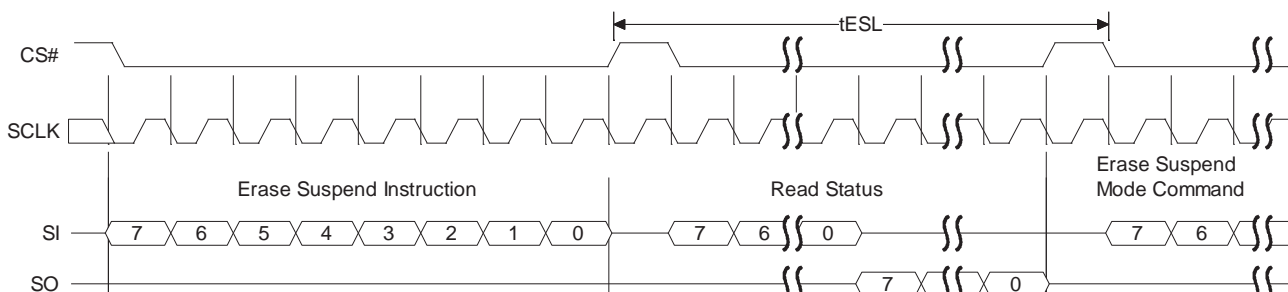 tESL
CS#
SCLK
Erase Suspend Instruction
Read Status
Erase Suspend
Mode Command
SI 7 6 5 4 3 2 1 0 7 6 0 7 6
SO 7 0